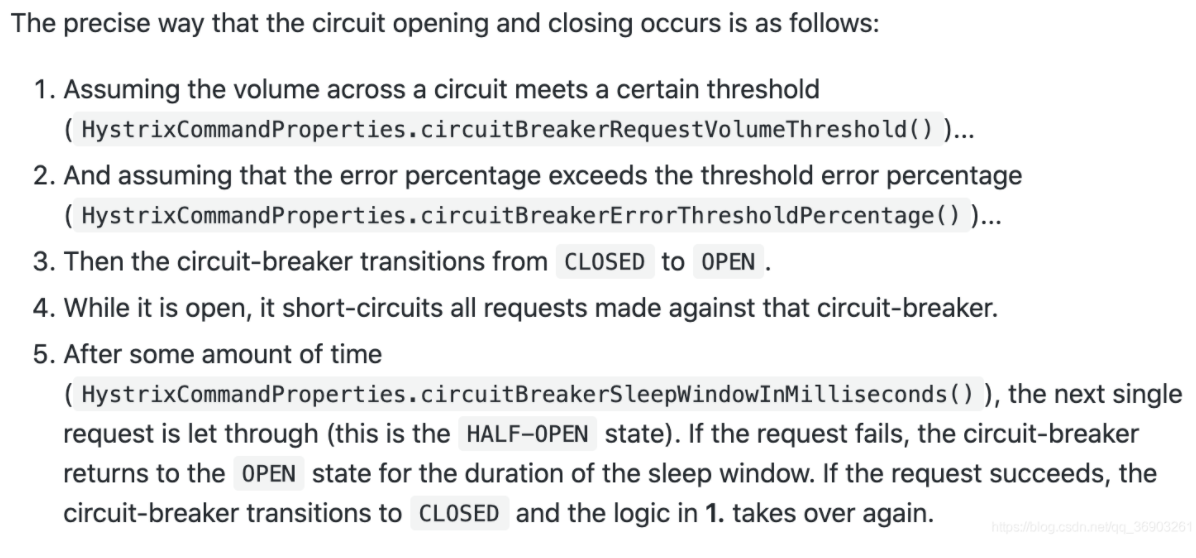 The precise way that the circuit opening and closing occurs is as follows:
1. Assuming the volume across a circuit meets a certain threshold
( HystrixCommandProperties.circuitBreakerRequestVolumeThreshold() )...
2. And assuming that the error percentage exceeds the threshold error percentage
( HystrixCommandProperties.circuitBreakerErrorThresholdPercentage() )...
3. Then the circuit-breaker transitions from CLOSED to OPEN .
4. While it is open, it short-circuits all requests made against that circuit-breaker.
5. After some amount of time
( HystrixCommandProperties.circuitBreakerSleepWindowInMilliseconds() ), the next single
request is let through (this is the HALF-OPEN state). If the request fails, the circuit-breaker
returns to the OPEN state for the duration of the sleep window. If the request succeeds, the
circuit-breaker transitions to CLOSED and the logic in 1. takes over again.
https://blog.csdn.net/qq_36903261